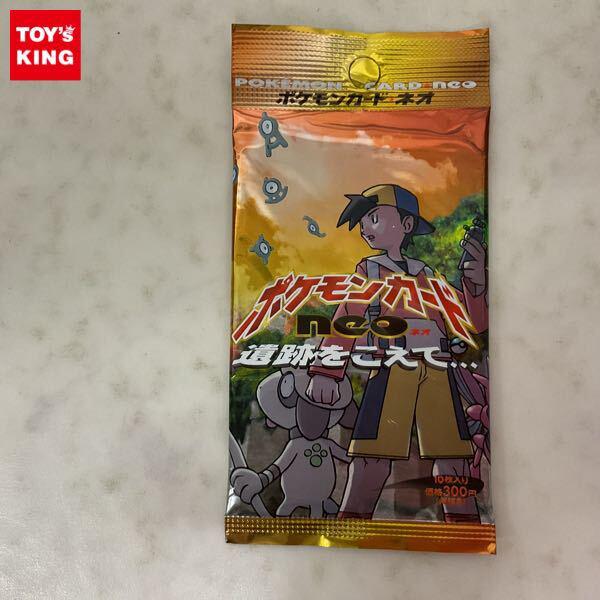 TOY'S
KING
POKÉMON CARD neo
ポケモンカード ネオ
ポケモンカード
neo ネオ
遺跡をこえて...
10枚入り
価格300円